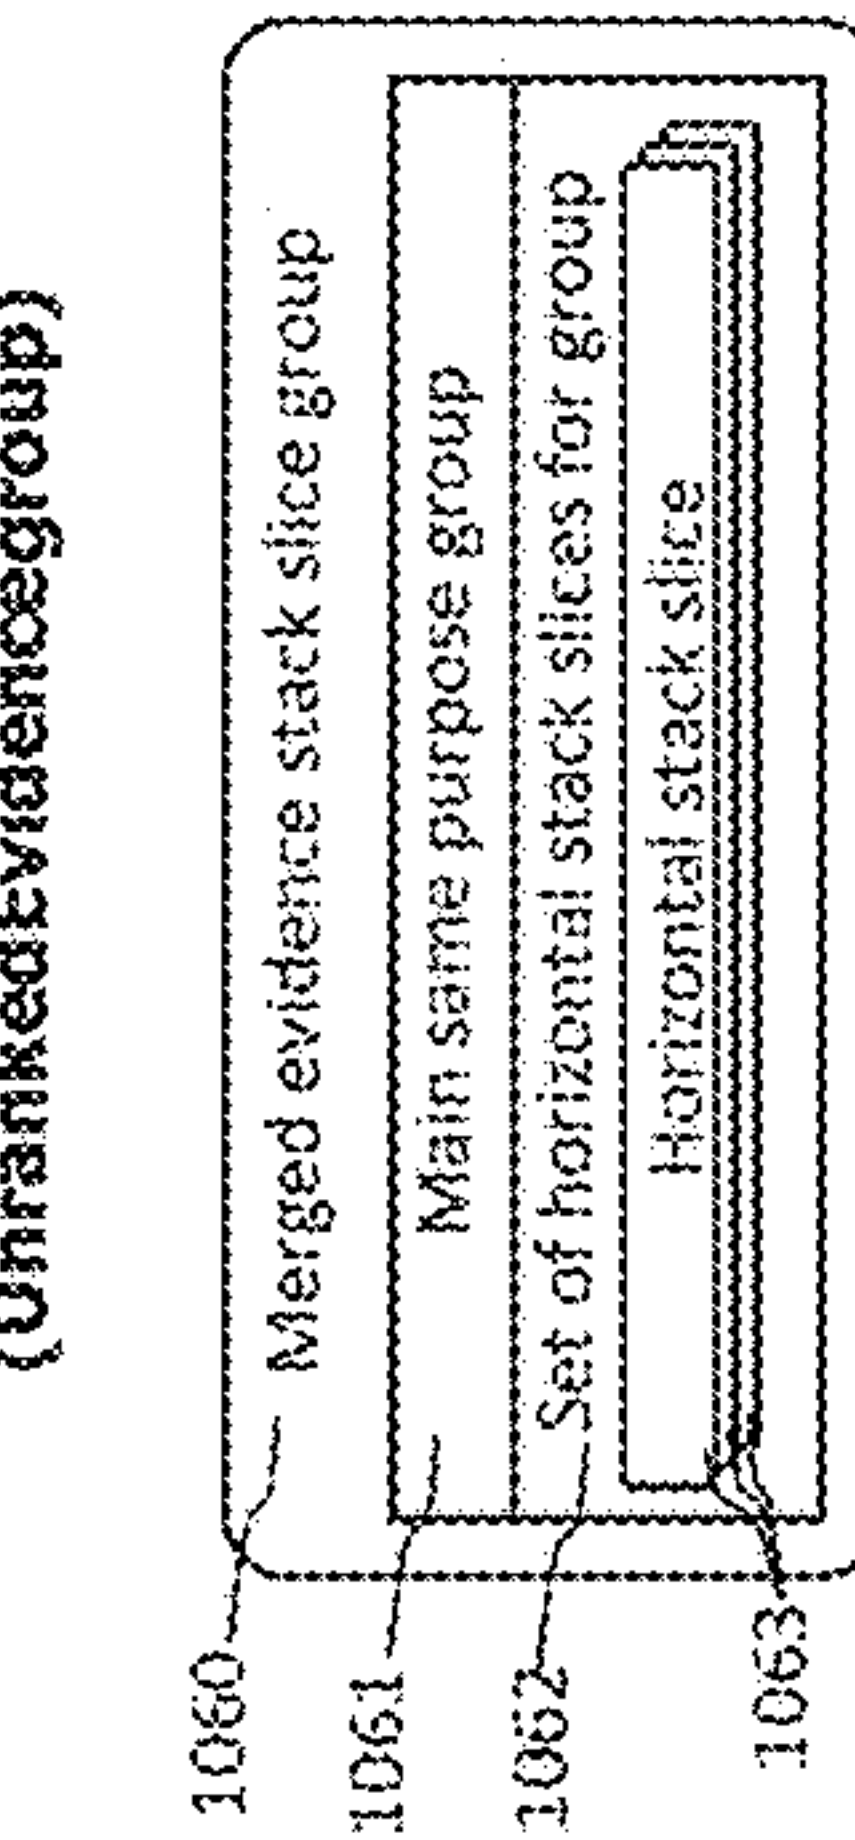 (unrankedevidencegroup)
1060
Merged evidence stack slice group
1061
Main same purpose group
1062
Set of horizontal stack slices for group
Horizontal stack slice
1063